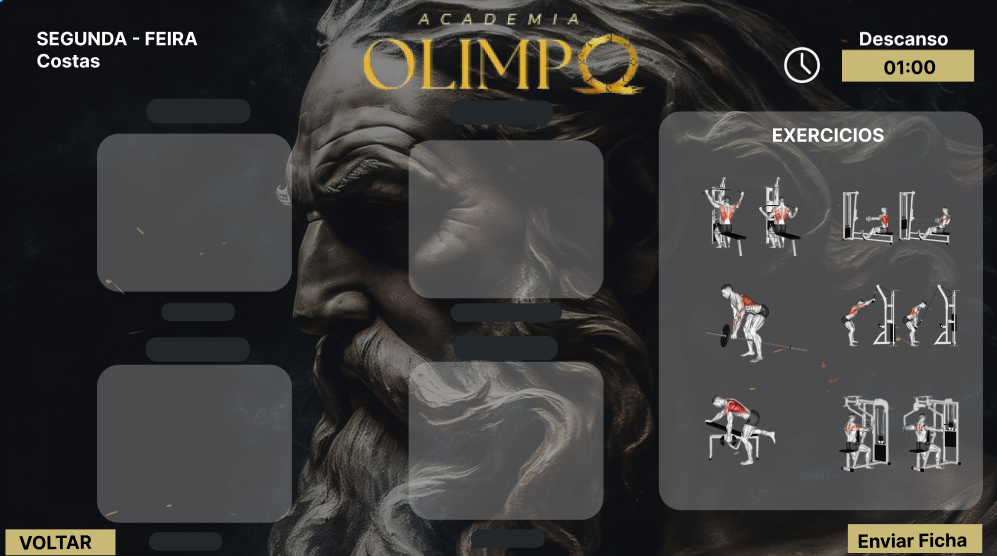 ACADEMIA
OLIMPO
SEGUNDA - FEIRA
Costas
Descanso
01:00
EXERCICIOS
VOLTAR
Enviar Ficha